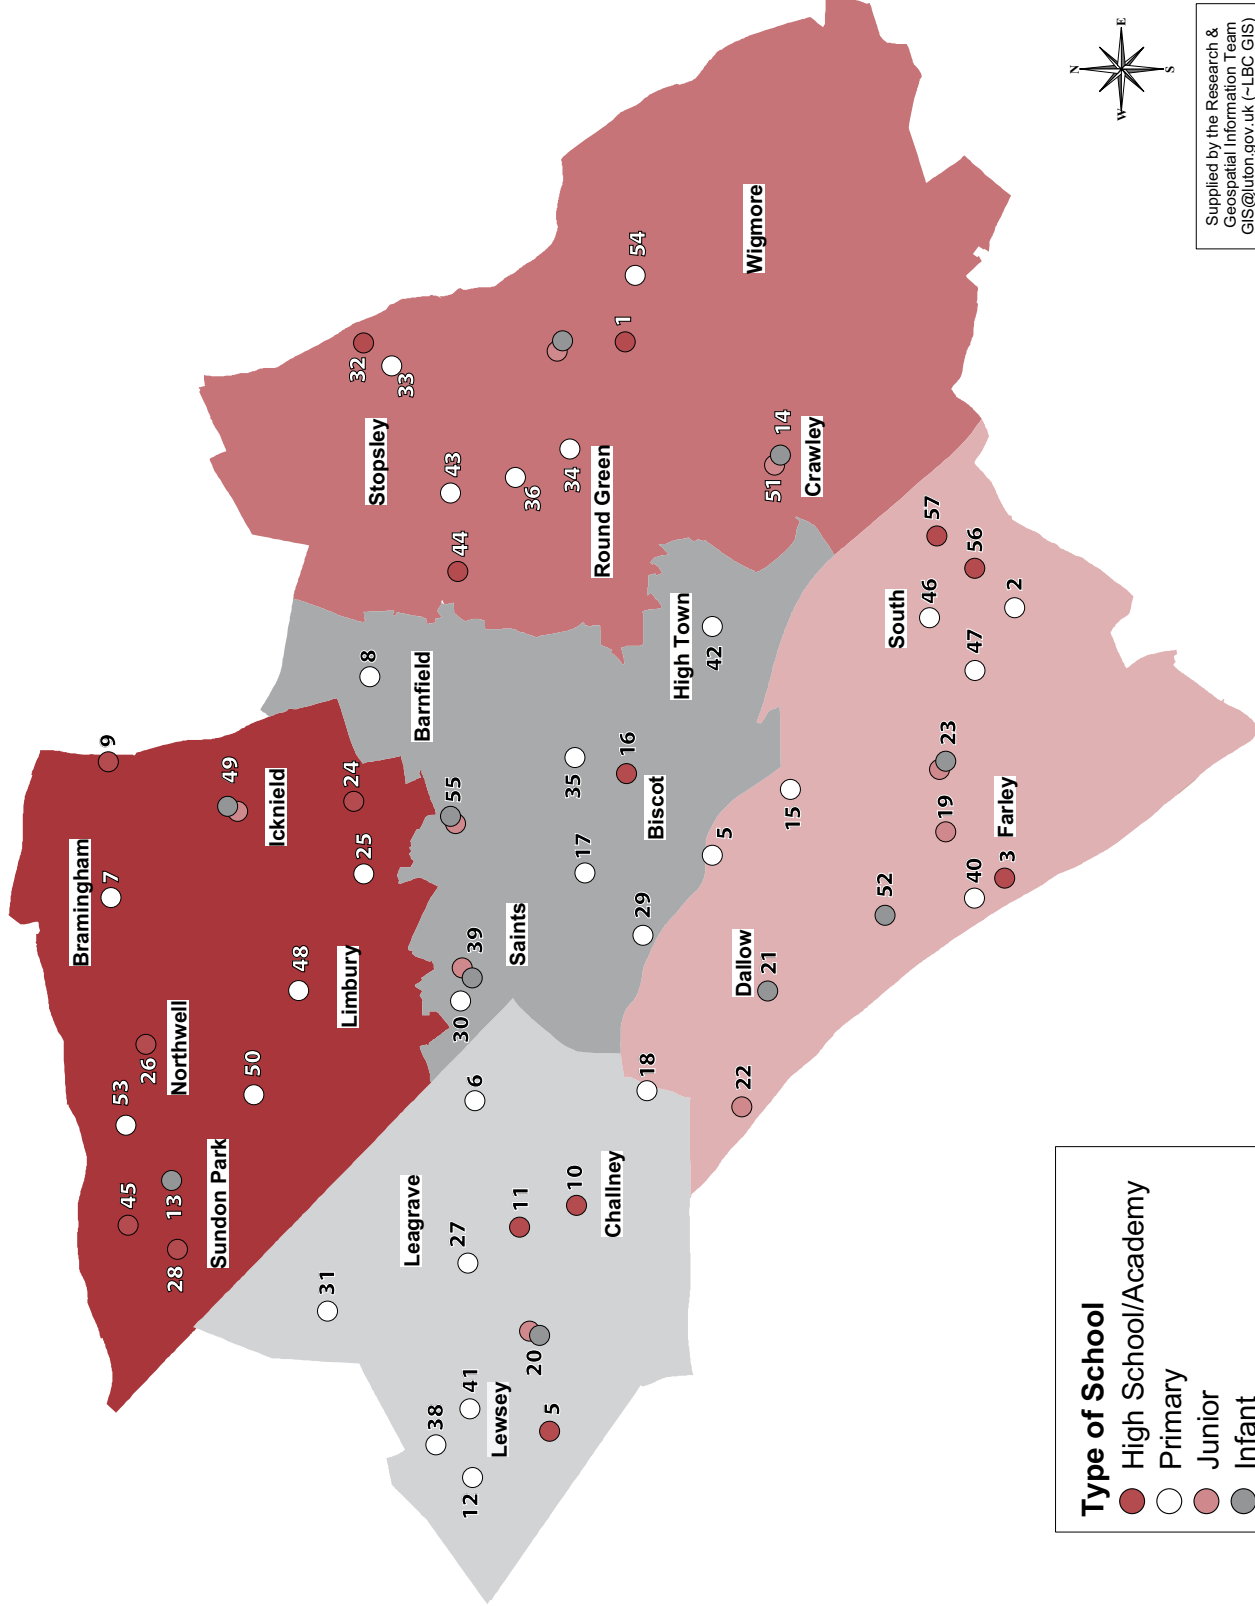 Bramingham
9
7
53
45
26
13
28
Northwell
Sundon Park
49
Icknield
48
31
Limbury
24
32
25
8
Stopsley
33
Leagrave
Barnfield
38
43
55
44
27
30
41
12
39
6
Lewsey
Saints
11
36
20
5
34
35
10
17
Round Green
Challney
1
16
54
29
18
Biscot
High Town
5
42
22
Dallow
Wigmore
21
51
14
15
Crawley
52
South
46
57
19
23
47
40
56
Farley
3
2
N
W
E
S
Type of School
High School/Academy
Primary
Junior
Infant
Supplied by the Research &
Geospatial Information Team
GIS@luton.gov.uk (~LBC GIS)